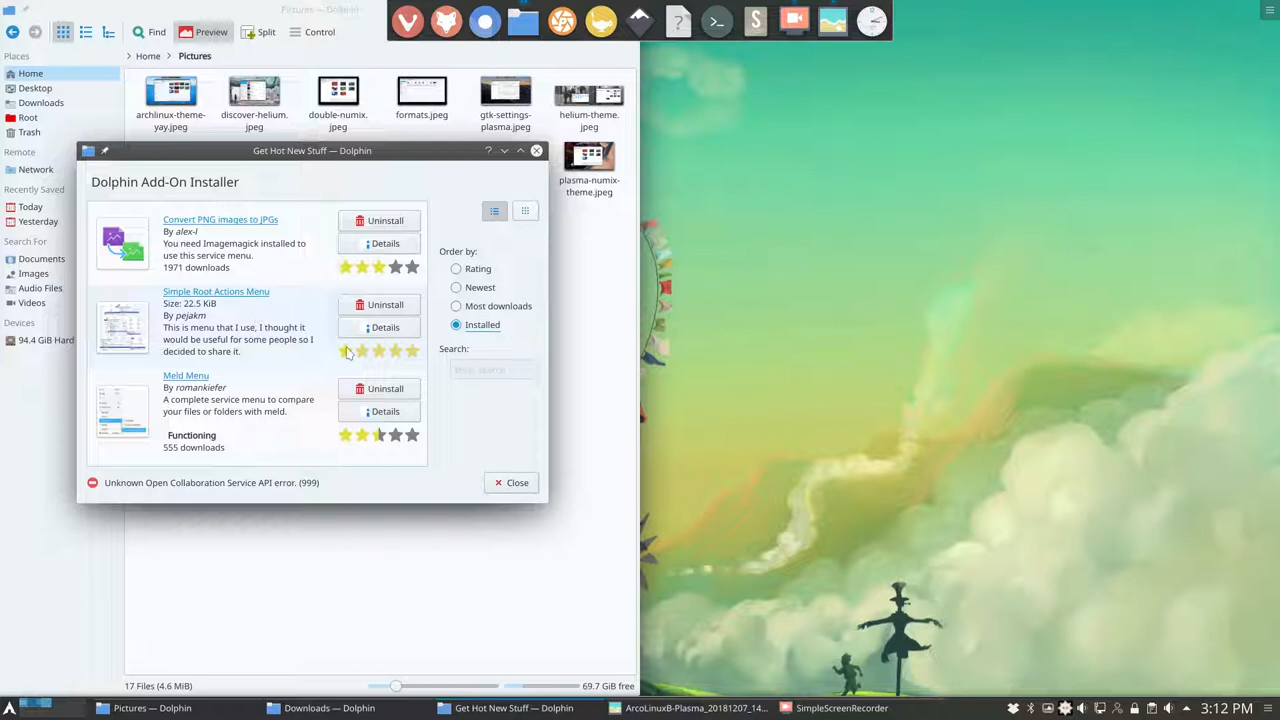 Pictures — Dolphin
Find
Preview
Split
Control
Places
Home
Desktop
Downloads
Root
Trash
Remote
Network
Recently Saved
Today
Yesterday
Search For
Documents
Images
Audio Files
Videos
Devices
94.4 GiB Hard
Home > Pictures
archlinux-theme-
yay.jpeg
discover-helium.
jpeg
double-numix.
jpeg
formats.jpeg
gtk-settings-
plasma.jpeg
helium-theme.
jpeg
plasma-numix-
theme.jpeg
Get Hot New Stuff — Dolphin
Dolphin Add-On Installer
Convert PNG images to JPGs
By alex-l
You need Imagemagick installed to
use this service menu.
1971 downloads
Uninstall
Details
Simple Root Actions Menu
Size: 22.5 KiB
By pejakm
This is menu that I use, I thought it
would be useful for some people so I
decided to share it.
Uninstall
Details
Meld Menu
By romankiefer
A complete service menu to compare
your files or folders with meld.
Functioning
555 downloads
Uninstall
Details
Order by:
Rating
Newest
Most downloads
Installed
Search:
Unknown Open Collaboration Service API error. (999)
Close
17 Files (4.6 MiB)
69.7 GiB free
Pictures — Dolphin
Downloads — Dolphin
Get Hot New Stuff — Dolphin
ArcoLinuxB-Plasma_20181207_14...
SimpleScreenRecorder
3:12 PM